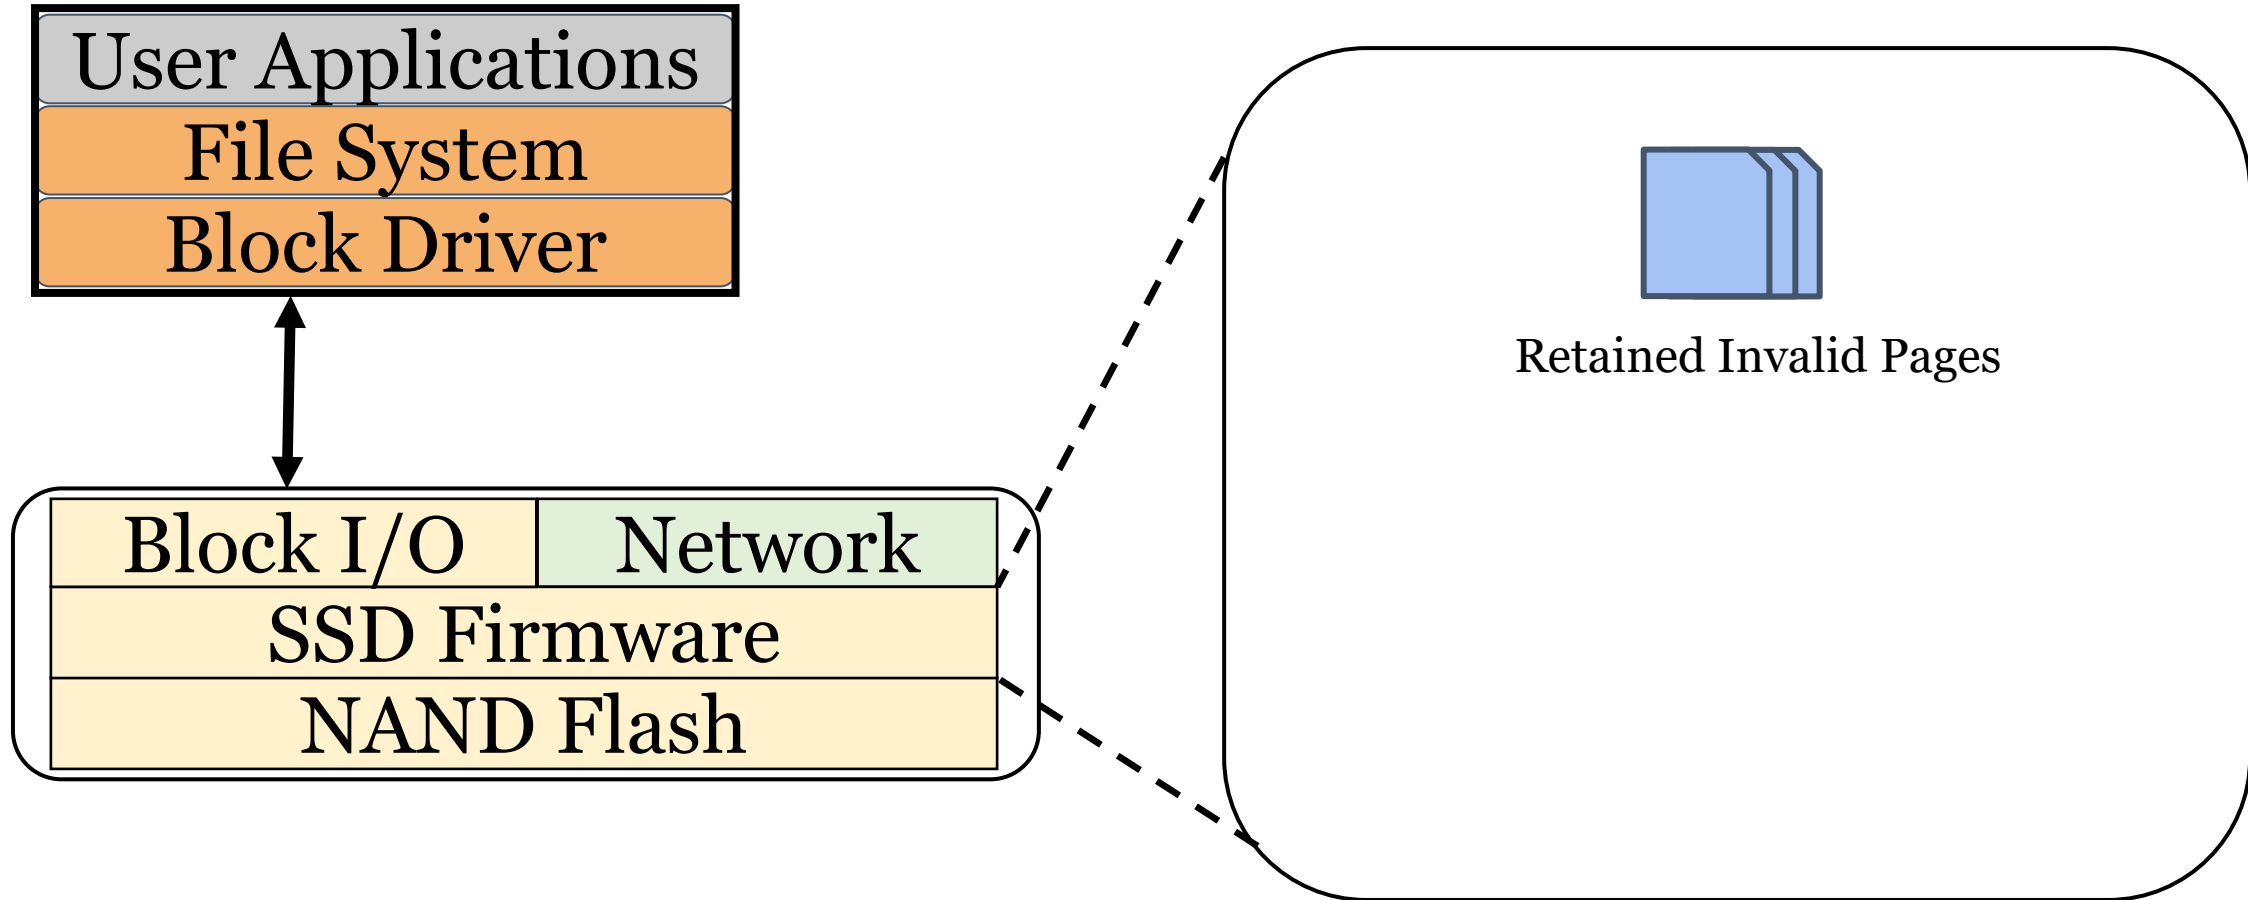 User Applications
File System
Block Driver
Retained Invalid Pages
Block I/O
Network
SSD Firmware
NAND Flash